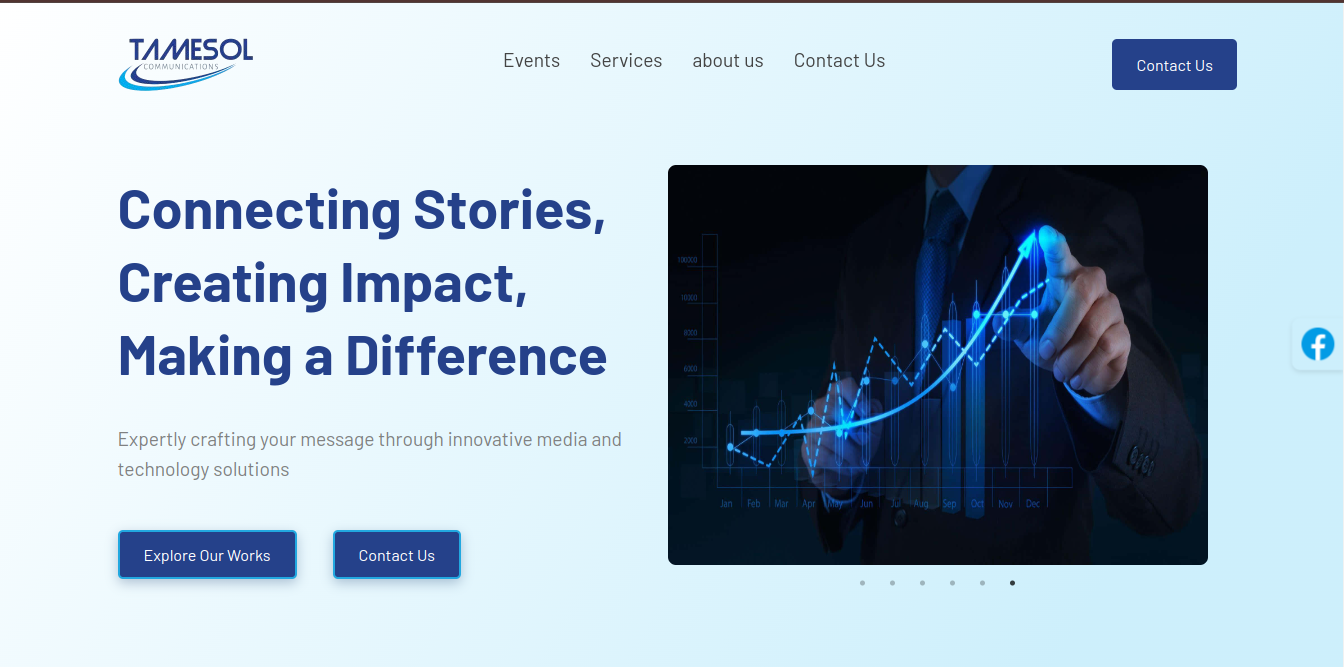 TAMESOL
COMMUNICATIONS
Events Services about us Contact Us
Contact Us
Connecting Stories,
Creating Impact,
Making a Difference
Expertly crafting your message through innovative media and
technology solutions
Explore Our Works Contact Us
100000
10000
8000
6000
4000
2000
Jan Feb Mar Apr May Jun Jul Aug Sep Oct Nov Dec